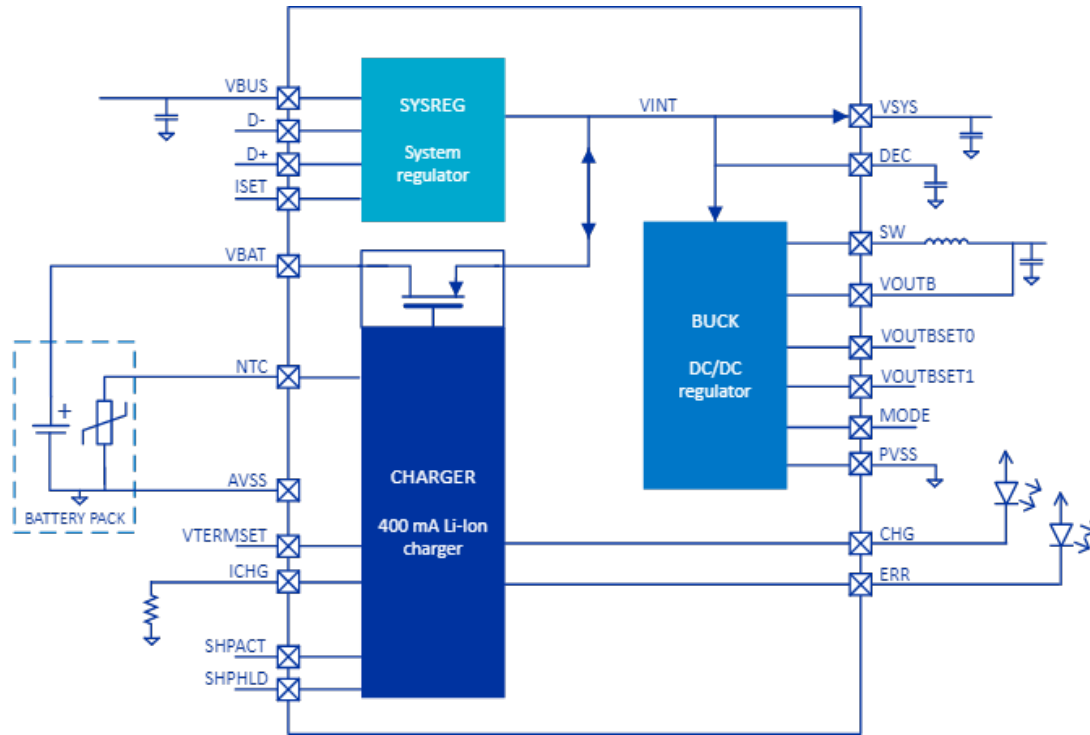 VBUS
D-
D+
ISET
VBAT
NTC
AVSS
VTERMSET
ICHG
SHPACT
SHPHLD
+
BATTERY PACK
SYSREG
System
regulator
VINT
CHARGER
400 mA Li-Ion
charger
BUCK
DC/DC
regulator
VSYS
DEC
SW
VOUTB
VOUTBSET0
VOUTBSET1
MODE
PVSS
CHG
ERR